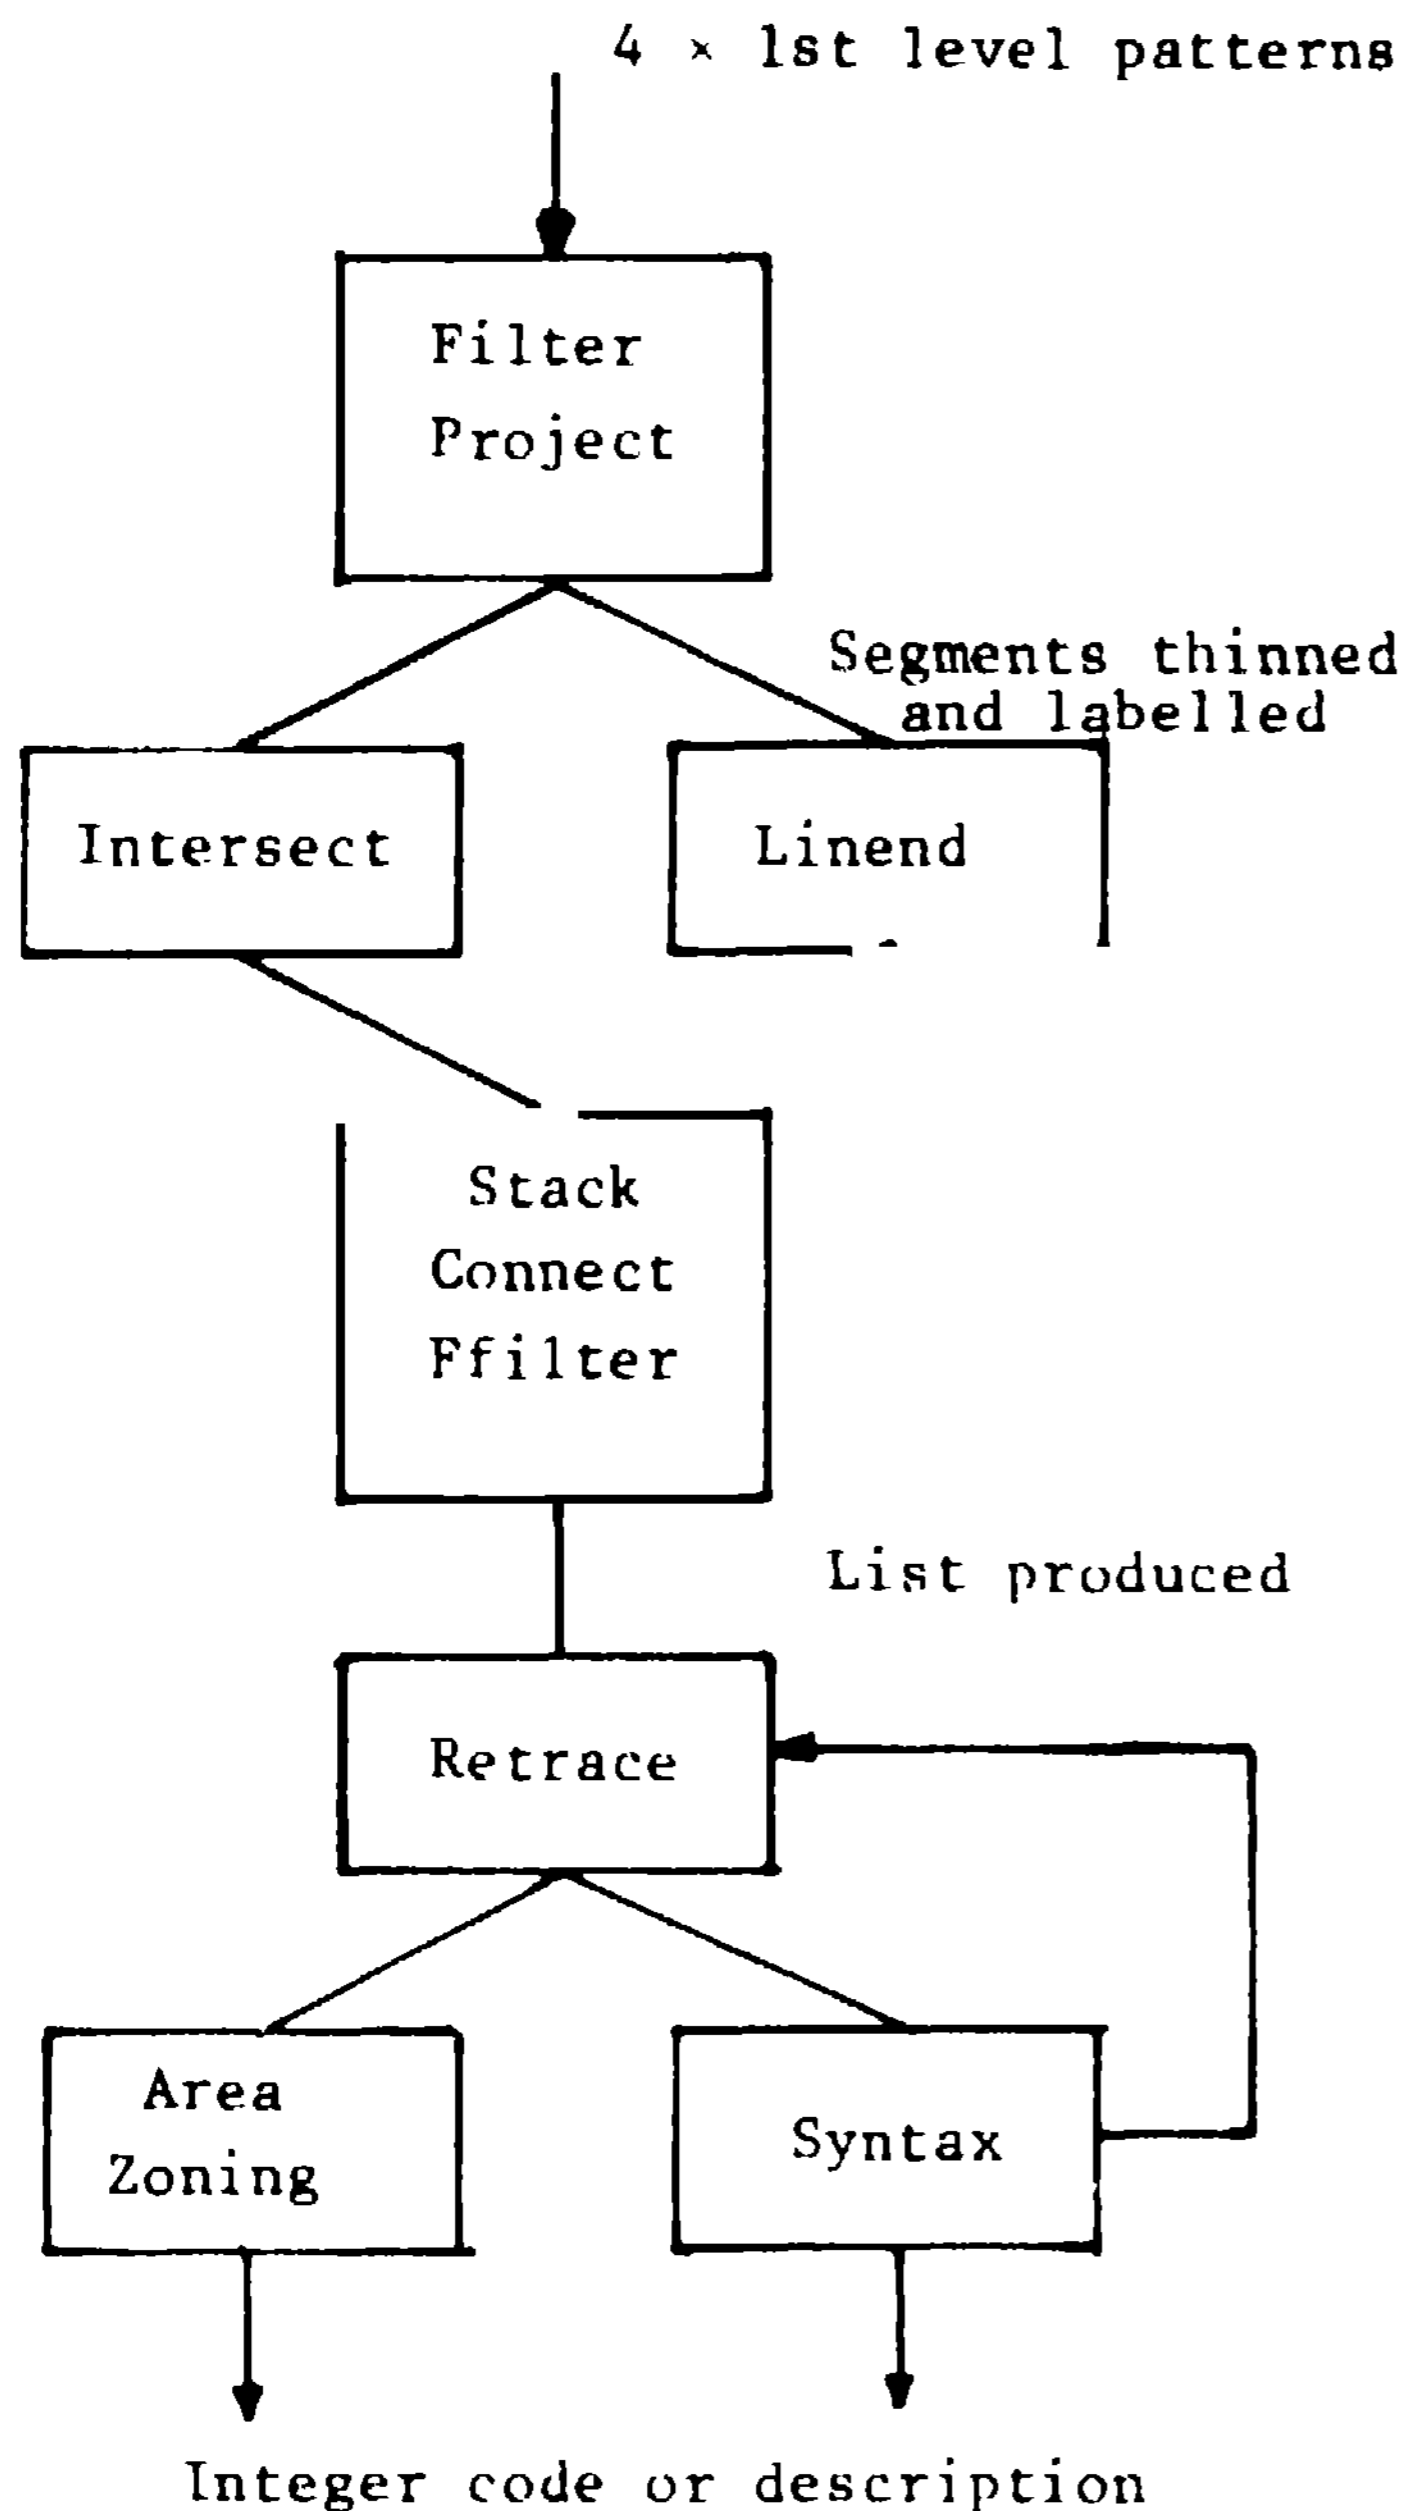 4 × 1st level patterns
Filter
Project
Segments thinned
and labelled
Intersect
Linend
Stack
Connect
Ffilter
List produced
Retrace
Area
Zoning
Syntax
Integer code or description